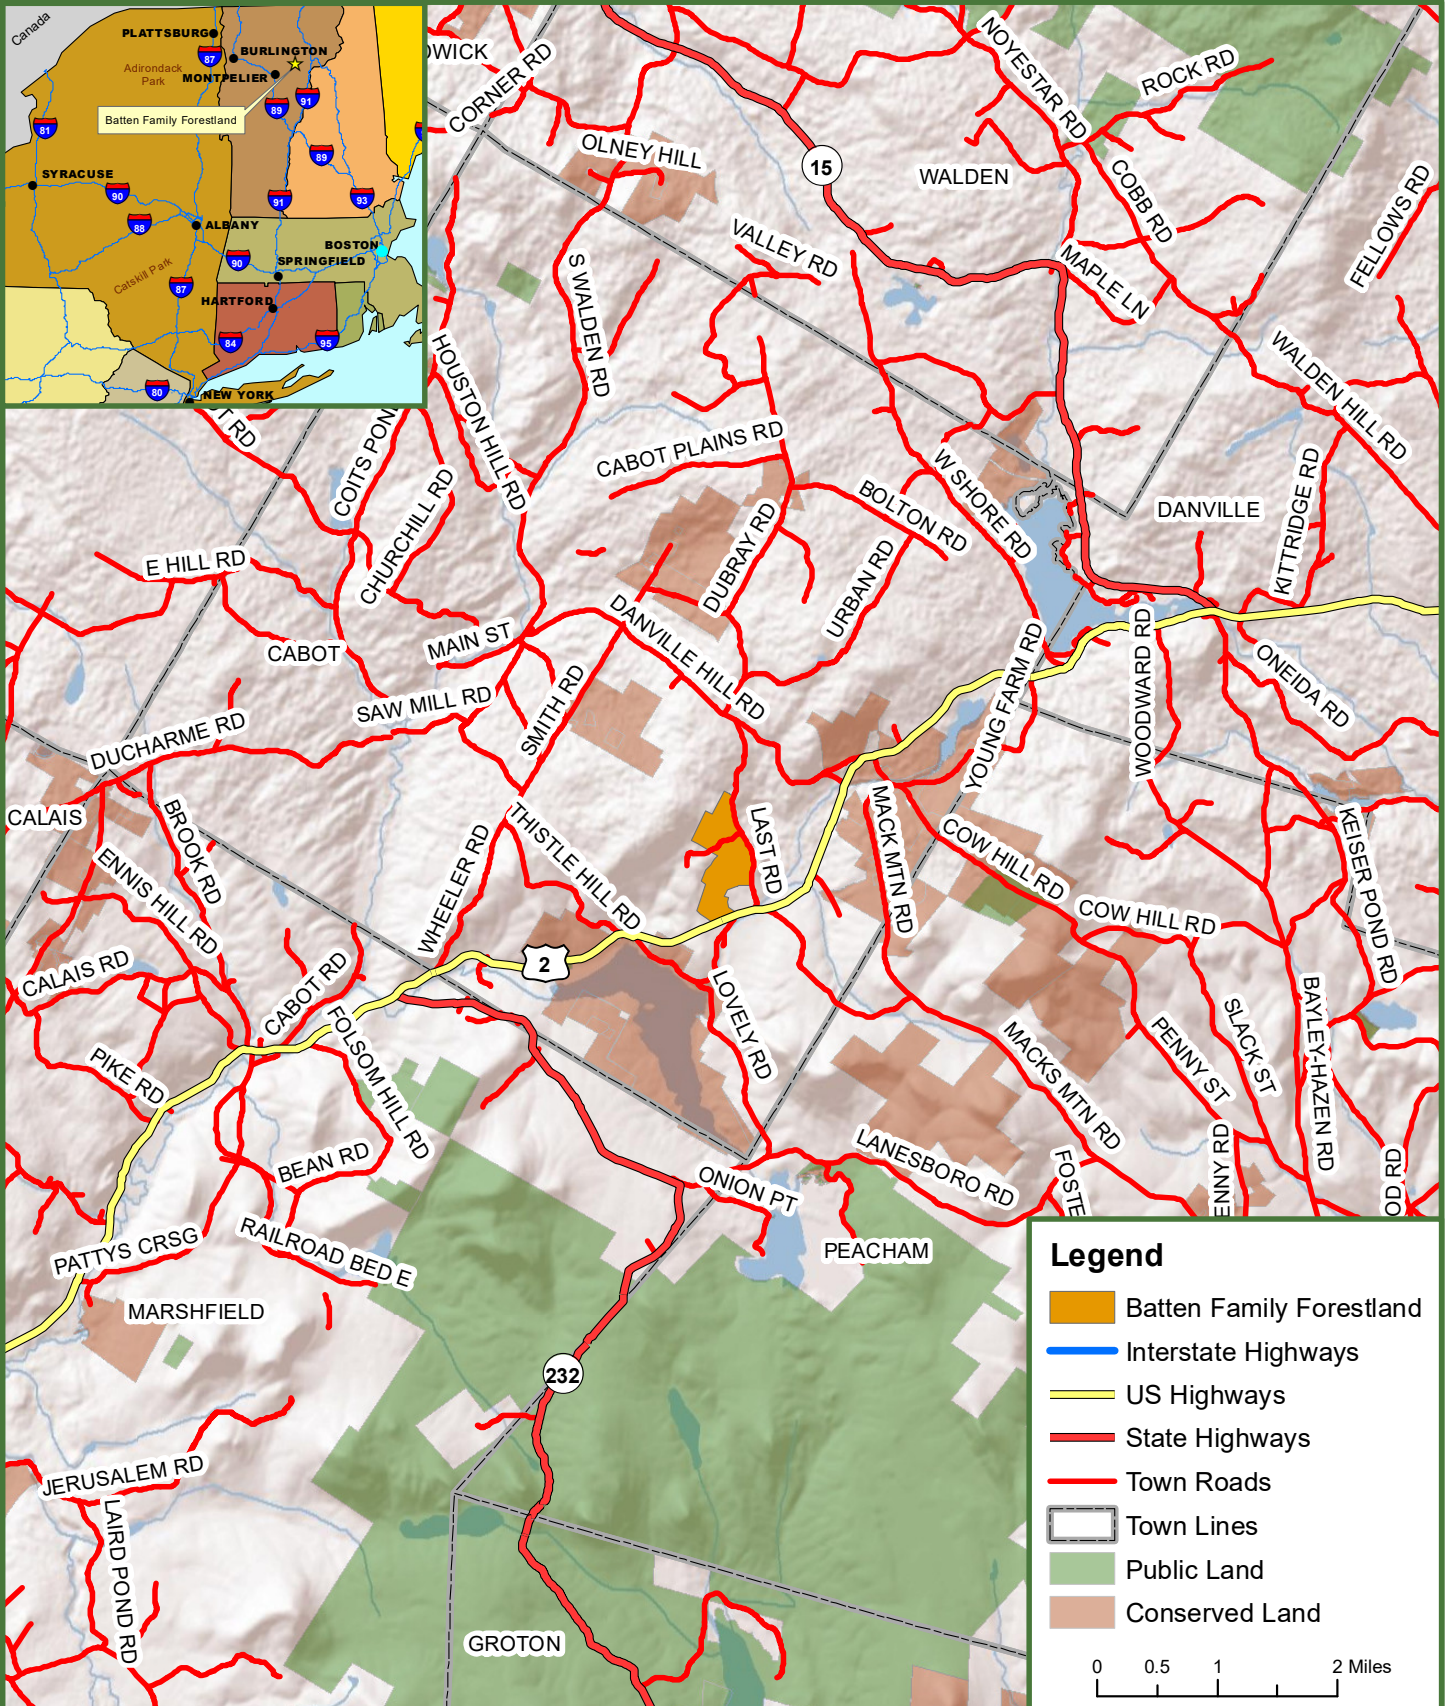 Canada
PLATTSBURG
87
BURLINGTON
Adirondack
Park
MONTPELIER
89
91
Batten Family Forestland
81
89
SYRACUSE
90
91
93
88
ALBANY
BOSTON
90
SPRINGFIELD
Catskill Park
87
HARTFORD
84
95
80
NEW YORK
CORNER RD
NOYESTAR RD
ROCK RD
OLNEY HILL
15
WALDEN
COBB RD
FELLOWS RD
VALLEY RD
MAPLE LN
S WALDEN RD
HOUSTON HILL RD
WALDEN HILL RD
CABOT PLAINS RD
COITS PON
CHURCHILL RD
W SHORE RD
BOLTON RD
DANVILLE
KITTRIDGE RD
DUBRAY RD
URBAN RD
E HILL RD
CABOT
MAIN ST
DANVILLE HILL RD
YOUNG FARM RD
WOODWARD RD
ONEIDA RD
SAW MILL RD
SMITH RD
DUCHARME RD
CALAIS
BROOK RD
ENNIS HILL RD
WHEELER RD
THISTLE HILL RD
LAST RD
MACK MTN RD
COW HILL RD
COW HILL RD
KEISER POND RD
2
CALAIS RD
CABOT RD
FOLSOM HILL RD
LOVELY RD
MACKS MTN RD
PENNY ST
SLACK ST
BAYLEY-HAZEN RD
PIKE RD
BEAN RD
LANESBORO RD
ONION PT
FOSTE
ENNY RD
OD RD
PATTYS CRSG
RAILROAD BED E
PEACHAM
MARSHFIELD
232
JERUSALEM RD
LAIRD POND RD
GROTON
Legend
Batten Family Forestland
Interstate Highways
US Highways
State Highways
Town Roads
Town Lines
Public Land
Conserved Land
0 0.5 1 2 Miles